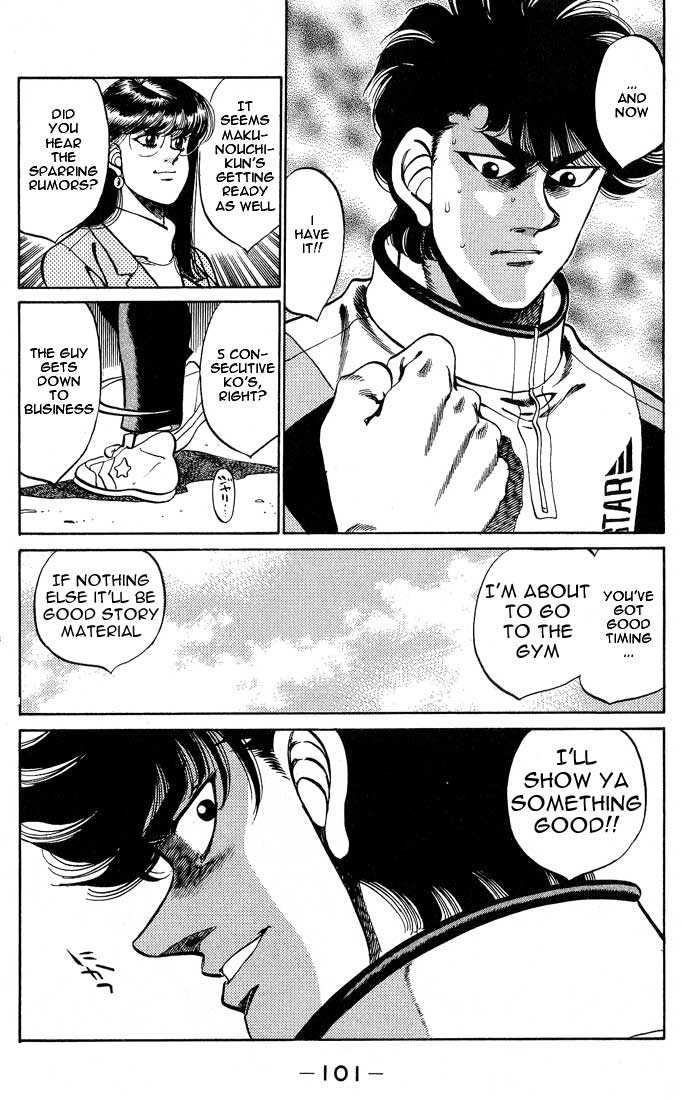 ...
AND
NOW
I
HAVE
IT!!
IT
SEEMS
MAKU-
NOUCHI-
KUN'S
GETTING
READY
AS WELL
DID
YOU
HEAR
THE
SPARRING
RUMORS?
5 CON-
SECUTIVE
KO'S,
RIGHT?
THE GUY
GETS
DOWN
TO
BUSINESS
STAR
YOU'VE
GOT
GOOD
TIMING
...
I'M ABOUT
TO GO
TO THE
GYM
IF NOTHING
ELSE IT'LL BE
GOOD STORY
MATERIAL
I'LL
SHOW YA
SOMETHING
GOOD!!
- 101 -